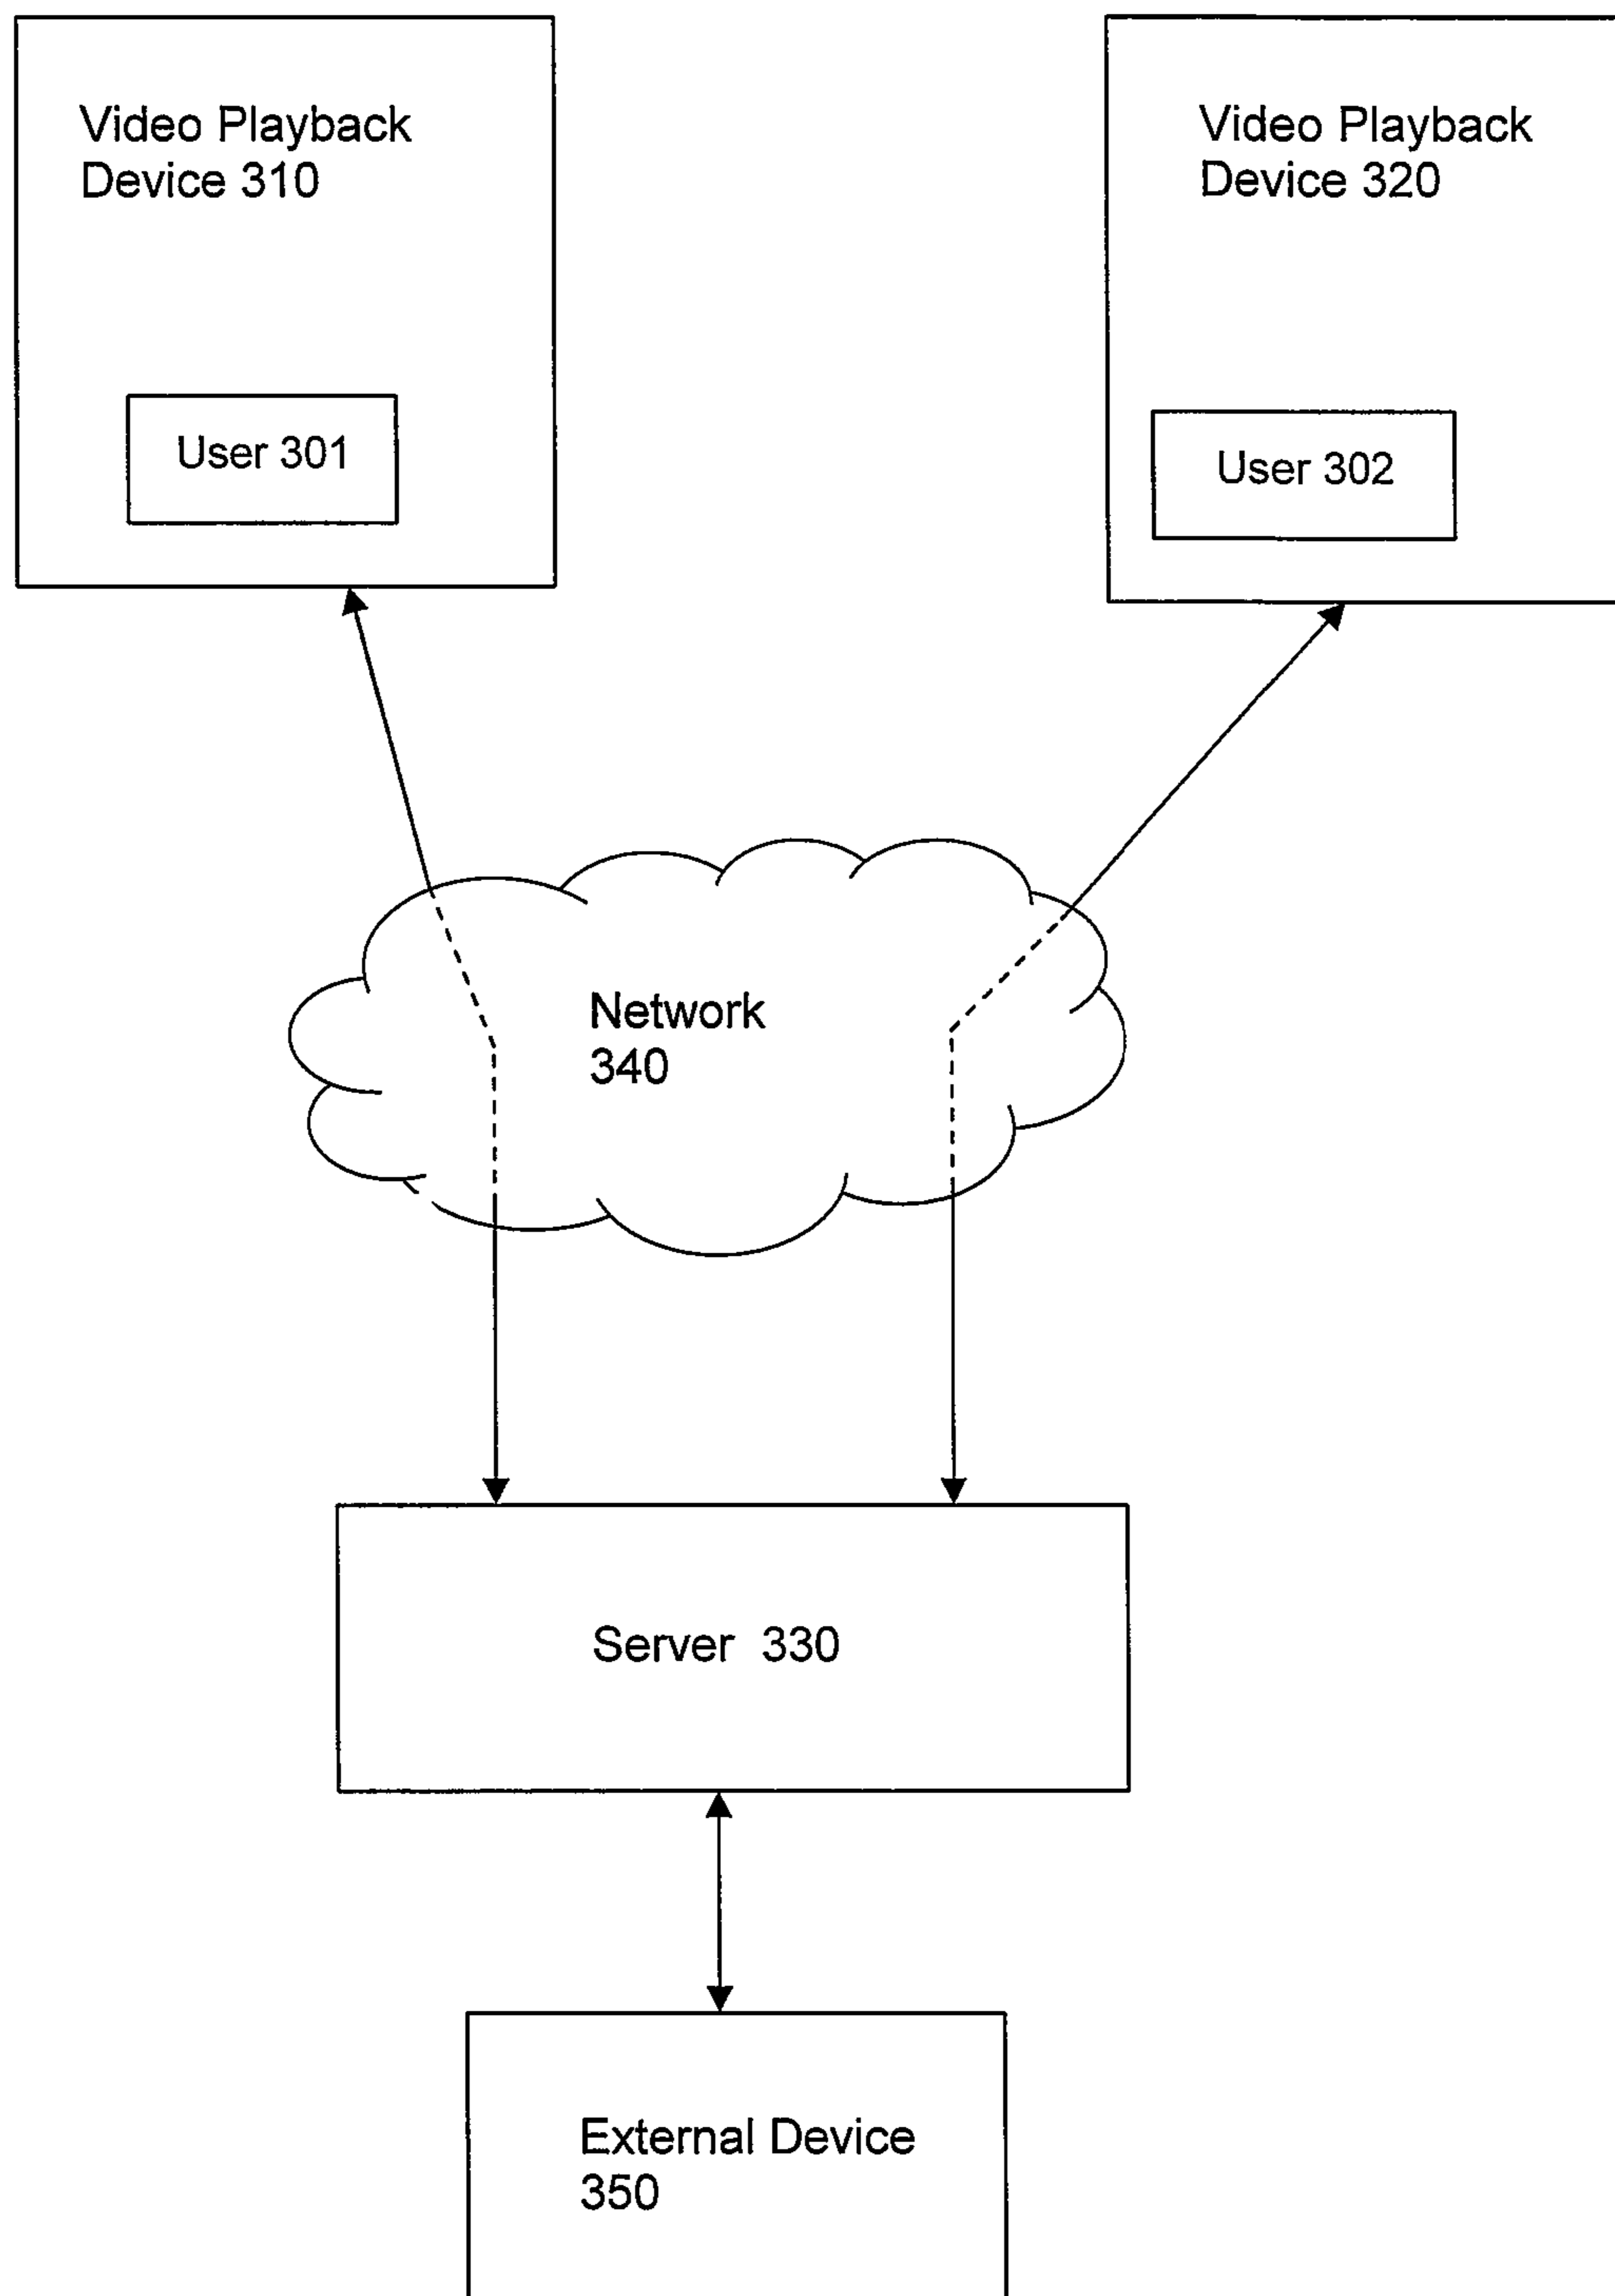 Video Playback
Device 310
Video Playback
Device 320
User 301
User 302
Network
340
Server 330
External Device
350